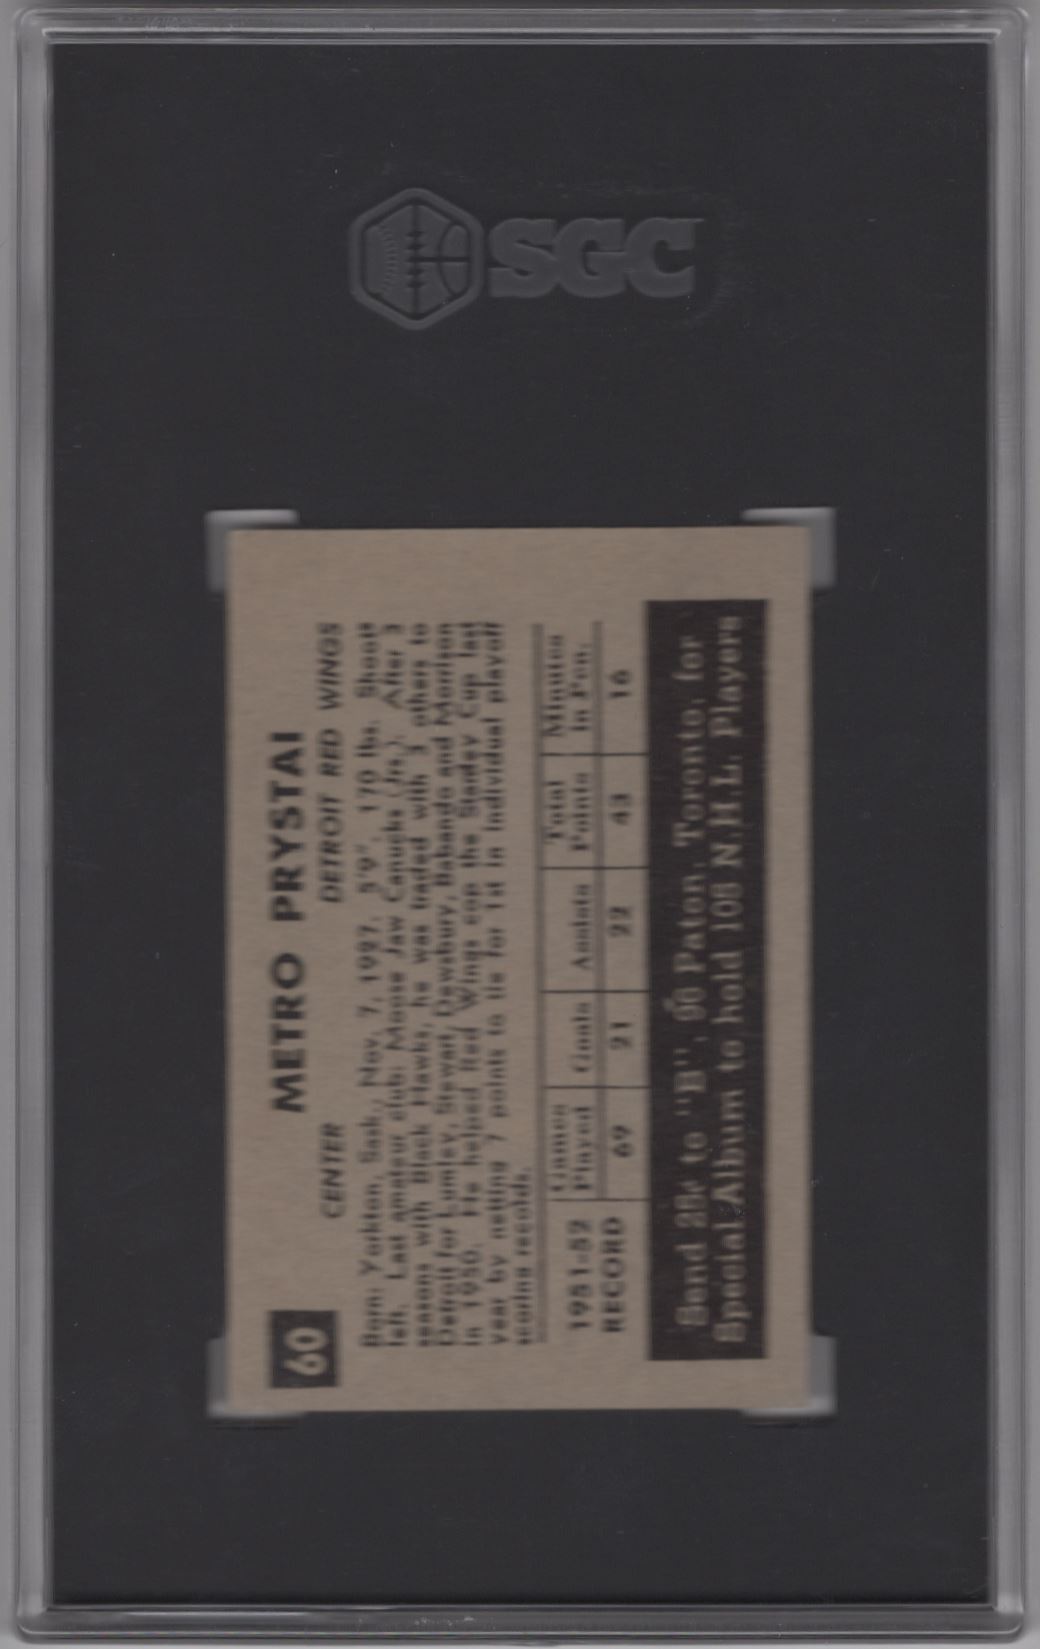 SGC
60
METRO PRYSTAI
CENTER DETROIT RED WINGS
Born: Yorkton, Sask., Nov. 7, 1927. 5'9", 170 lbs. Shoots
left. Last amateur club: Moose Jaw Canucks (Jn.). After 3
seasons with Black Hawks, he was traded with 3 others to
Detroit for Lumley, Stewart, Dewsbury, Babando and Morrison
in 1950. He helped Red Wings cop the Stanley Cup last
year by netting 7 points to tie for 1st in individual playoff
scoring records.
1951-52 RECORD
Games Played Goals Assists Total Points Minutes In Pen.
69 21 22 43 16
Send 25¢ to "B", 90 Paton, Toronto, for
Special Album to hold 105 N.H.L. Players